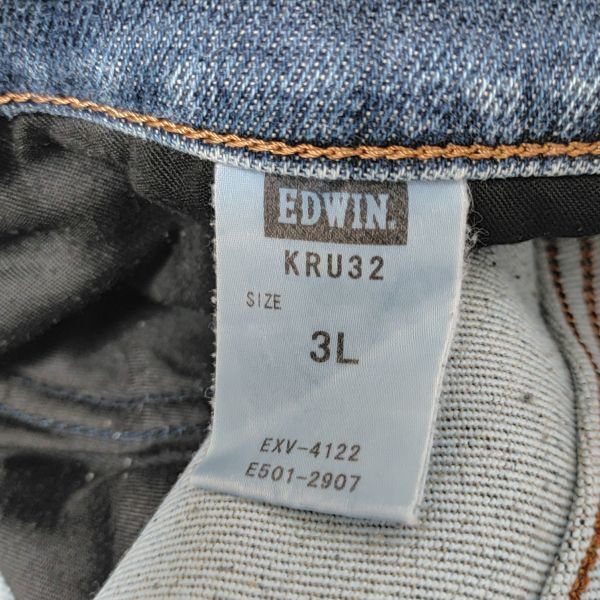 EDWIN.
KRU32
SIZE
3L
EXV-4122
E501-2907